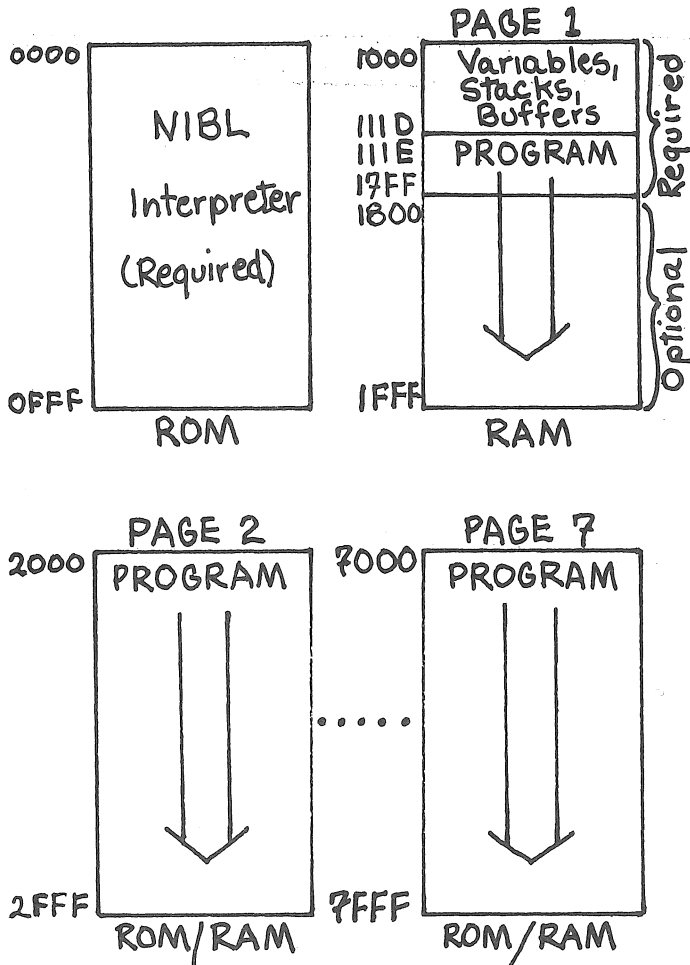 PAGE 1
0000
NIBL
Interpreter
(Required)
0FFF
ROM
1000
Variables,
Stacks,
Buffers
111D
111E
PROGRAM
17FF
1800
1FFF
RAM
Required
Optional
PAGE 2
2000
PROGRAM
2FFF
ROM/RAM
.....
PAGE 7
7000
PROGRAM
7FFF
ROM/RAM